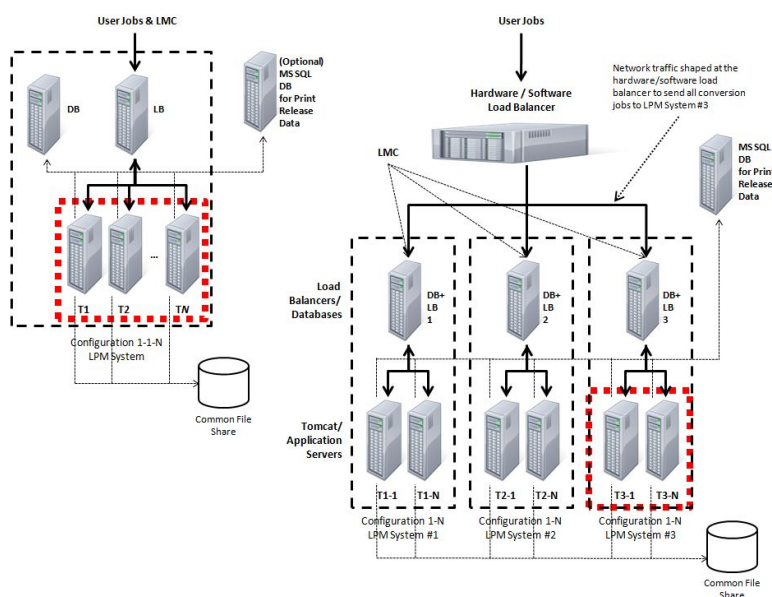 User Jobs & LMC
DB
LB
(Optional)
MS SQL
DB
for Print
Release
Data
T1
T2
...
TN
Configuration 1-1-N
LPM System
Common File
Share
User Jobs
Hardware / Software
Load Balancer
Network traffic shaped at the
hardware/software load
balancer to send all conversion
jobs to LPM System #3
LMC
MS SQL
DB
for Print
Release
Data
Load
Balancers/
Databases
DB+
LB
1
DB+
LB
2
DB+
LB
3
Tomcat/
Application
Servers
T1-1
T1-N
T2-1
T2-N
T3-1
T3-N
Configuration 1-N
LPM System #1
Configuration 1-N
LPM System #2
Configuration 1-N
LPM System #3
Common File
Share